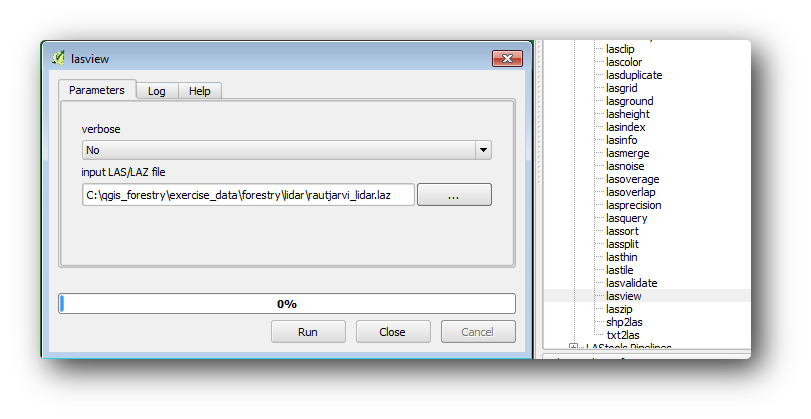 lasview
Parameters
Log
Help
verbose
No
input LAS/LAZ file
C:\qgis_forestry\exercise_data\forestry\lidar\rautjarvi_lidar.laz
...
0%
Run
Close
Cancel
lasclip
lascolor
lasduplicate
lasgrid
lasground
lasheight
lasindex
lasinfo
lasmerge
lasnoise
lasoverage
lasoverlap
lasprecision
lasquery
lassort
lassplit
lasthin
lastile
lasvalidate
lasview
laszip
shp2las
txt2las
LAStools Pipelines